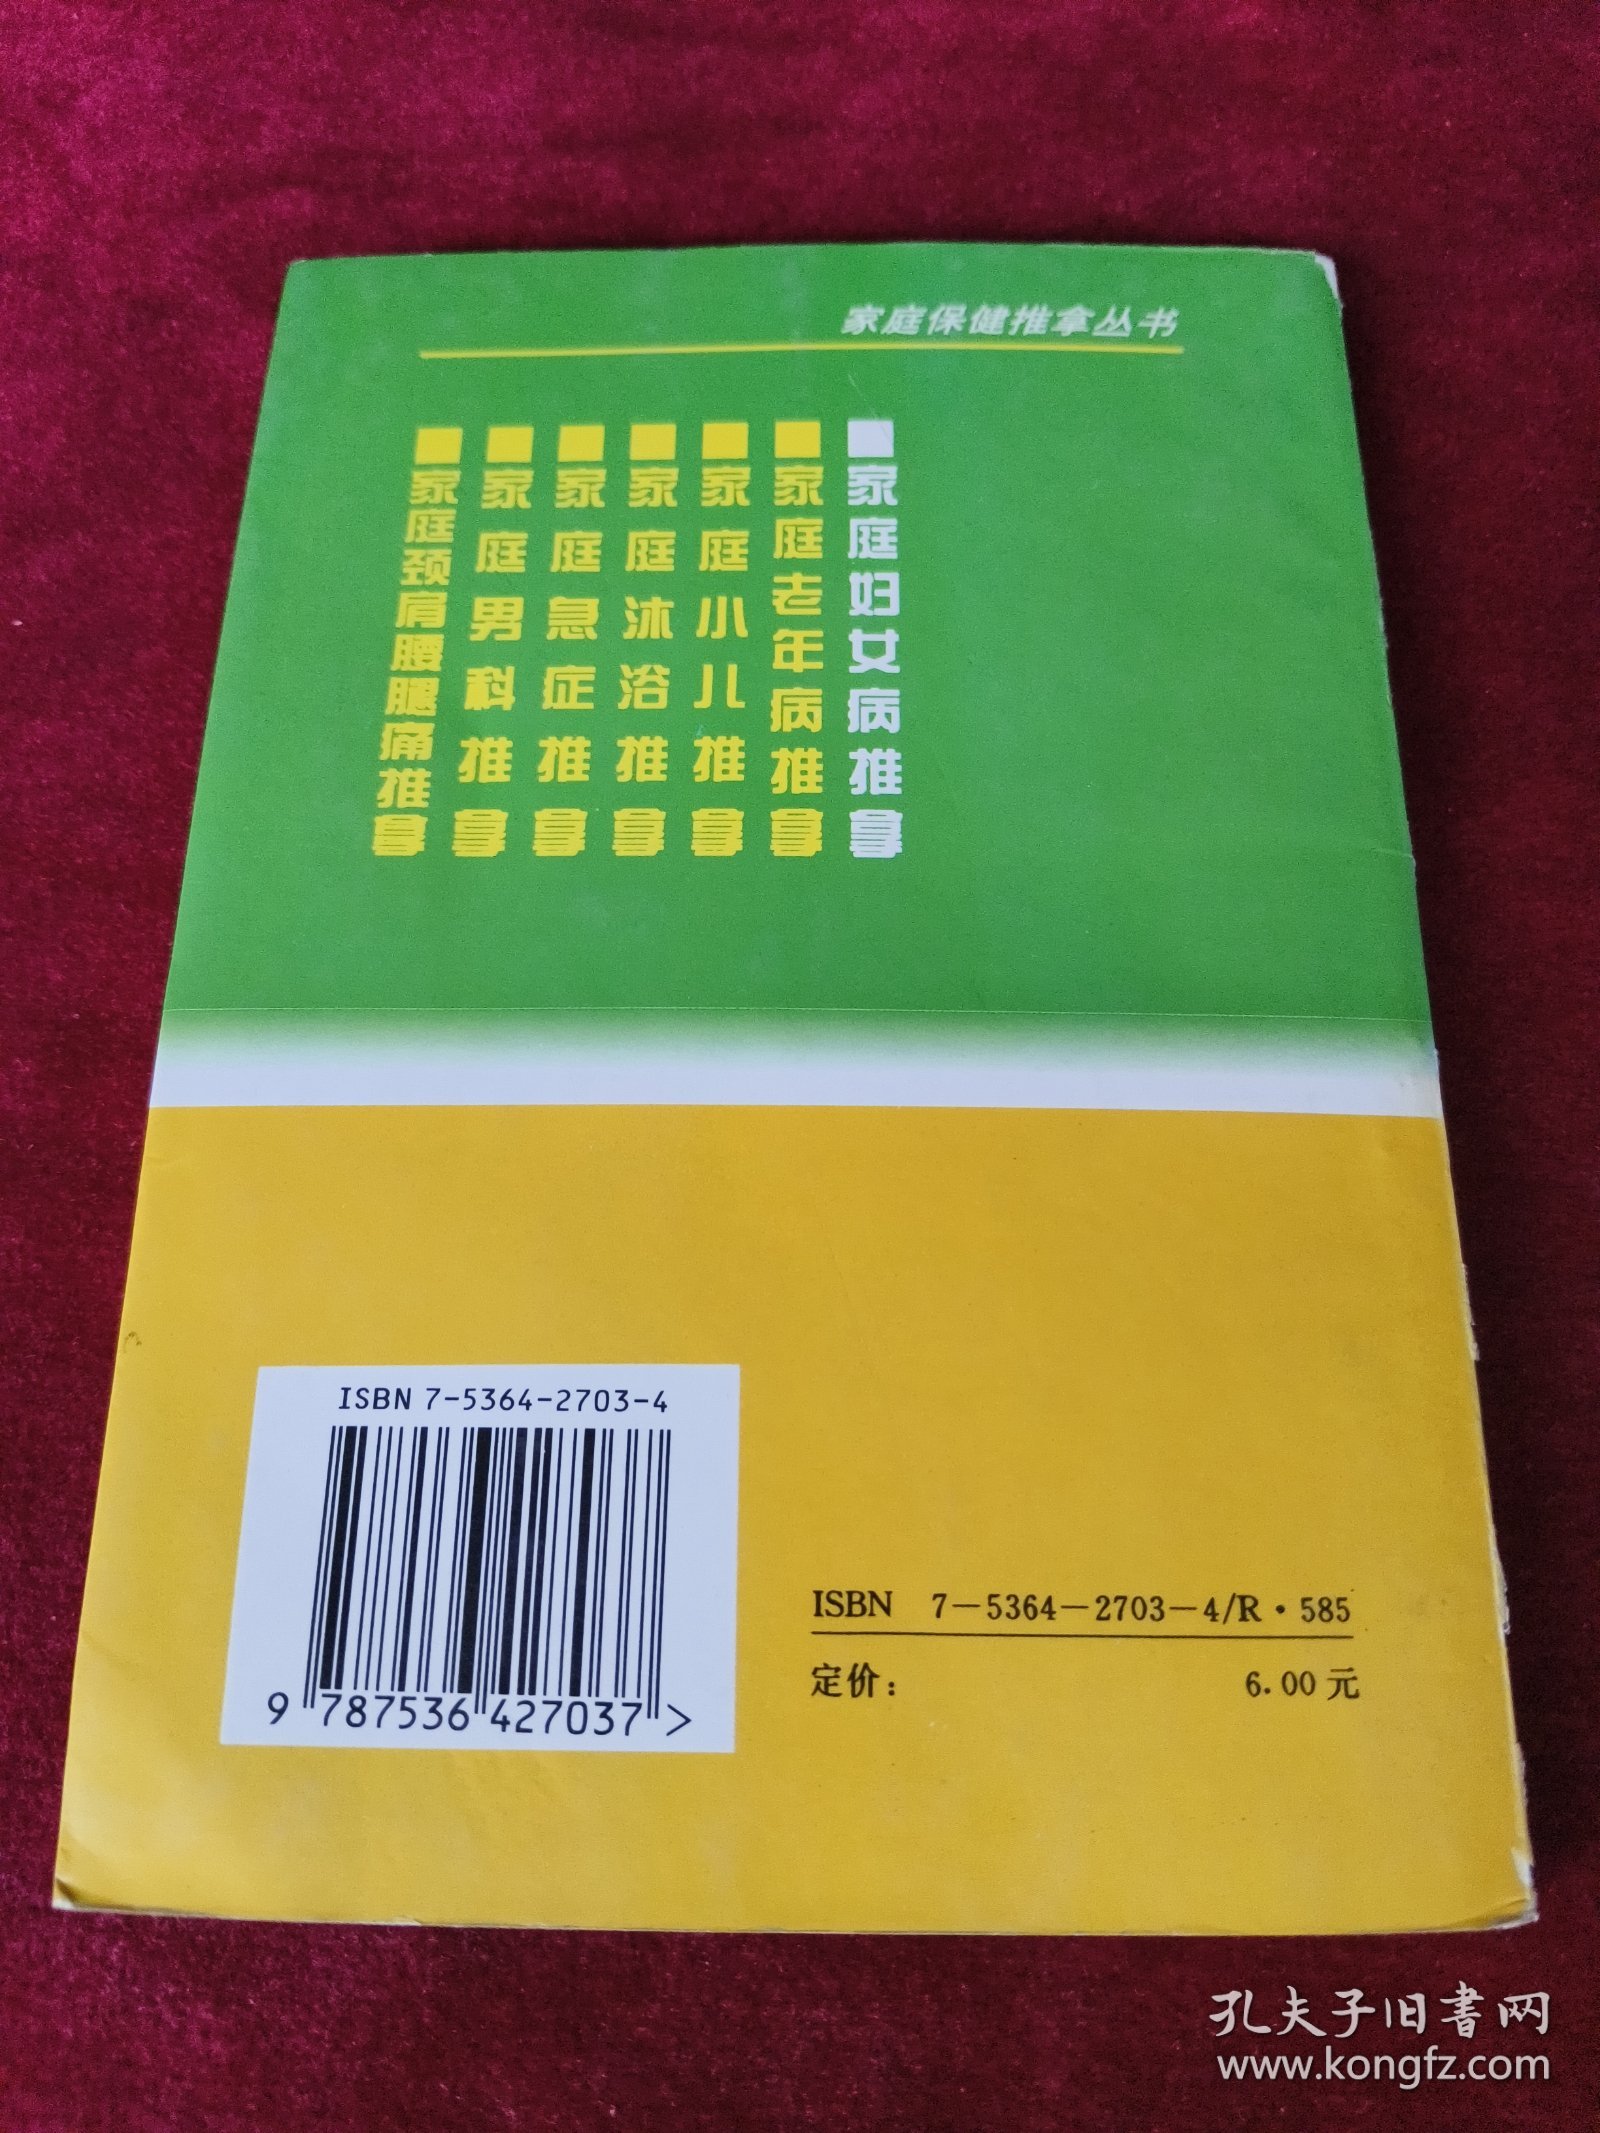 家庭保健推拿丛书
■家庭妇女病推拿
■家庭老年病推拿
■家庭小儿推拿
■家庭沐浴推拿
■家庭急症推拿
■家庭男科推拿
■家庭颈肩腰腿痛推拿
ISBN 7-5364-2703-4
9 787536 427037 >
ISBN 7-5364-2703-4/R·585
定价： 6.00元
孔夫子旧書网
www.kongfz.com